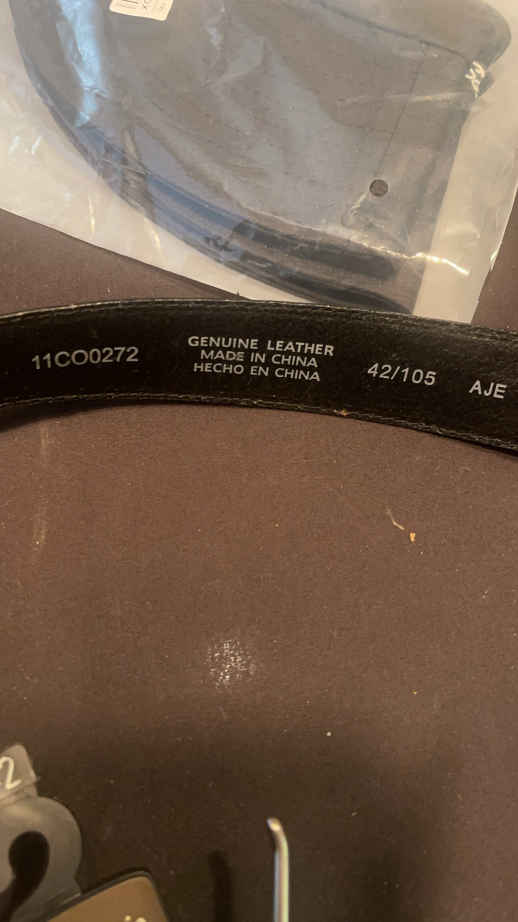 11CO0272
GENUINE LEATHER
MADE IN CHINA
HECHO EN CHINA
42/105
AJE